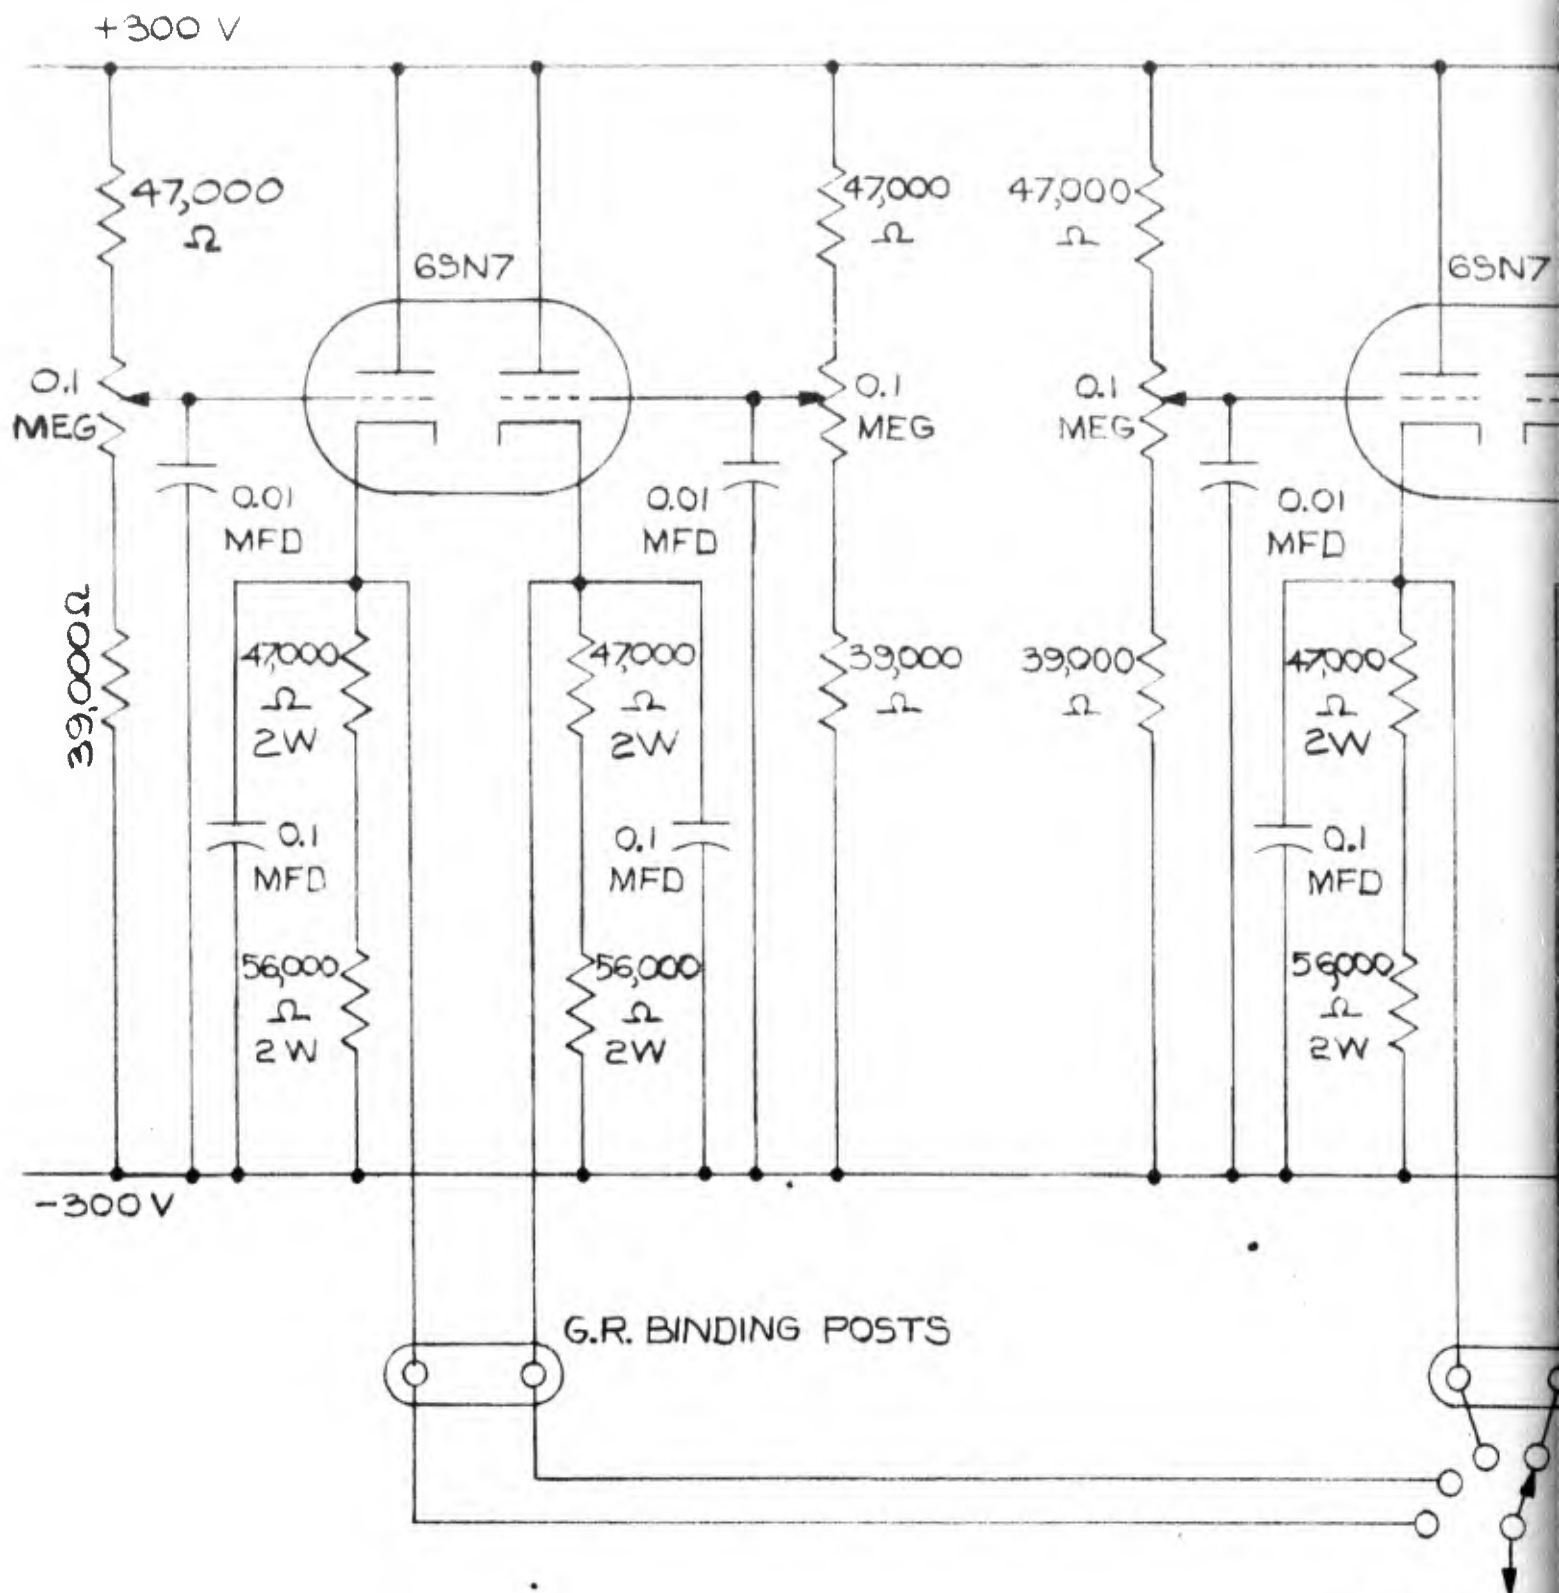 +300 V
47,000
Ω
47,000
Ω
47,000
Ω
6SN7
6SN7
0.1
MEG
0.1
MEG
0.1
MEG
0.01
MFD
0.01
MFD
0.01
MFD
39,000Ω
47,000
Ω
2W
47,000
Ω
2W
39,000
Ω
39,000
Ω
47,000
Ω
2W
0.1
MFD
0.1
MFD
0.1
MFD
56,000
Ω
2W
56,000
Ω
2W
56,000
Ω
2W
-300V
G.R. BINDING POSTS